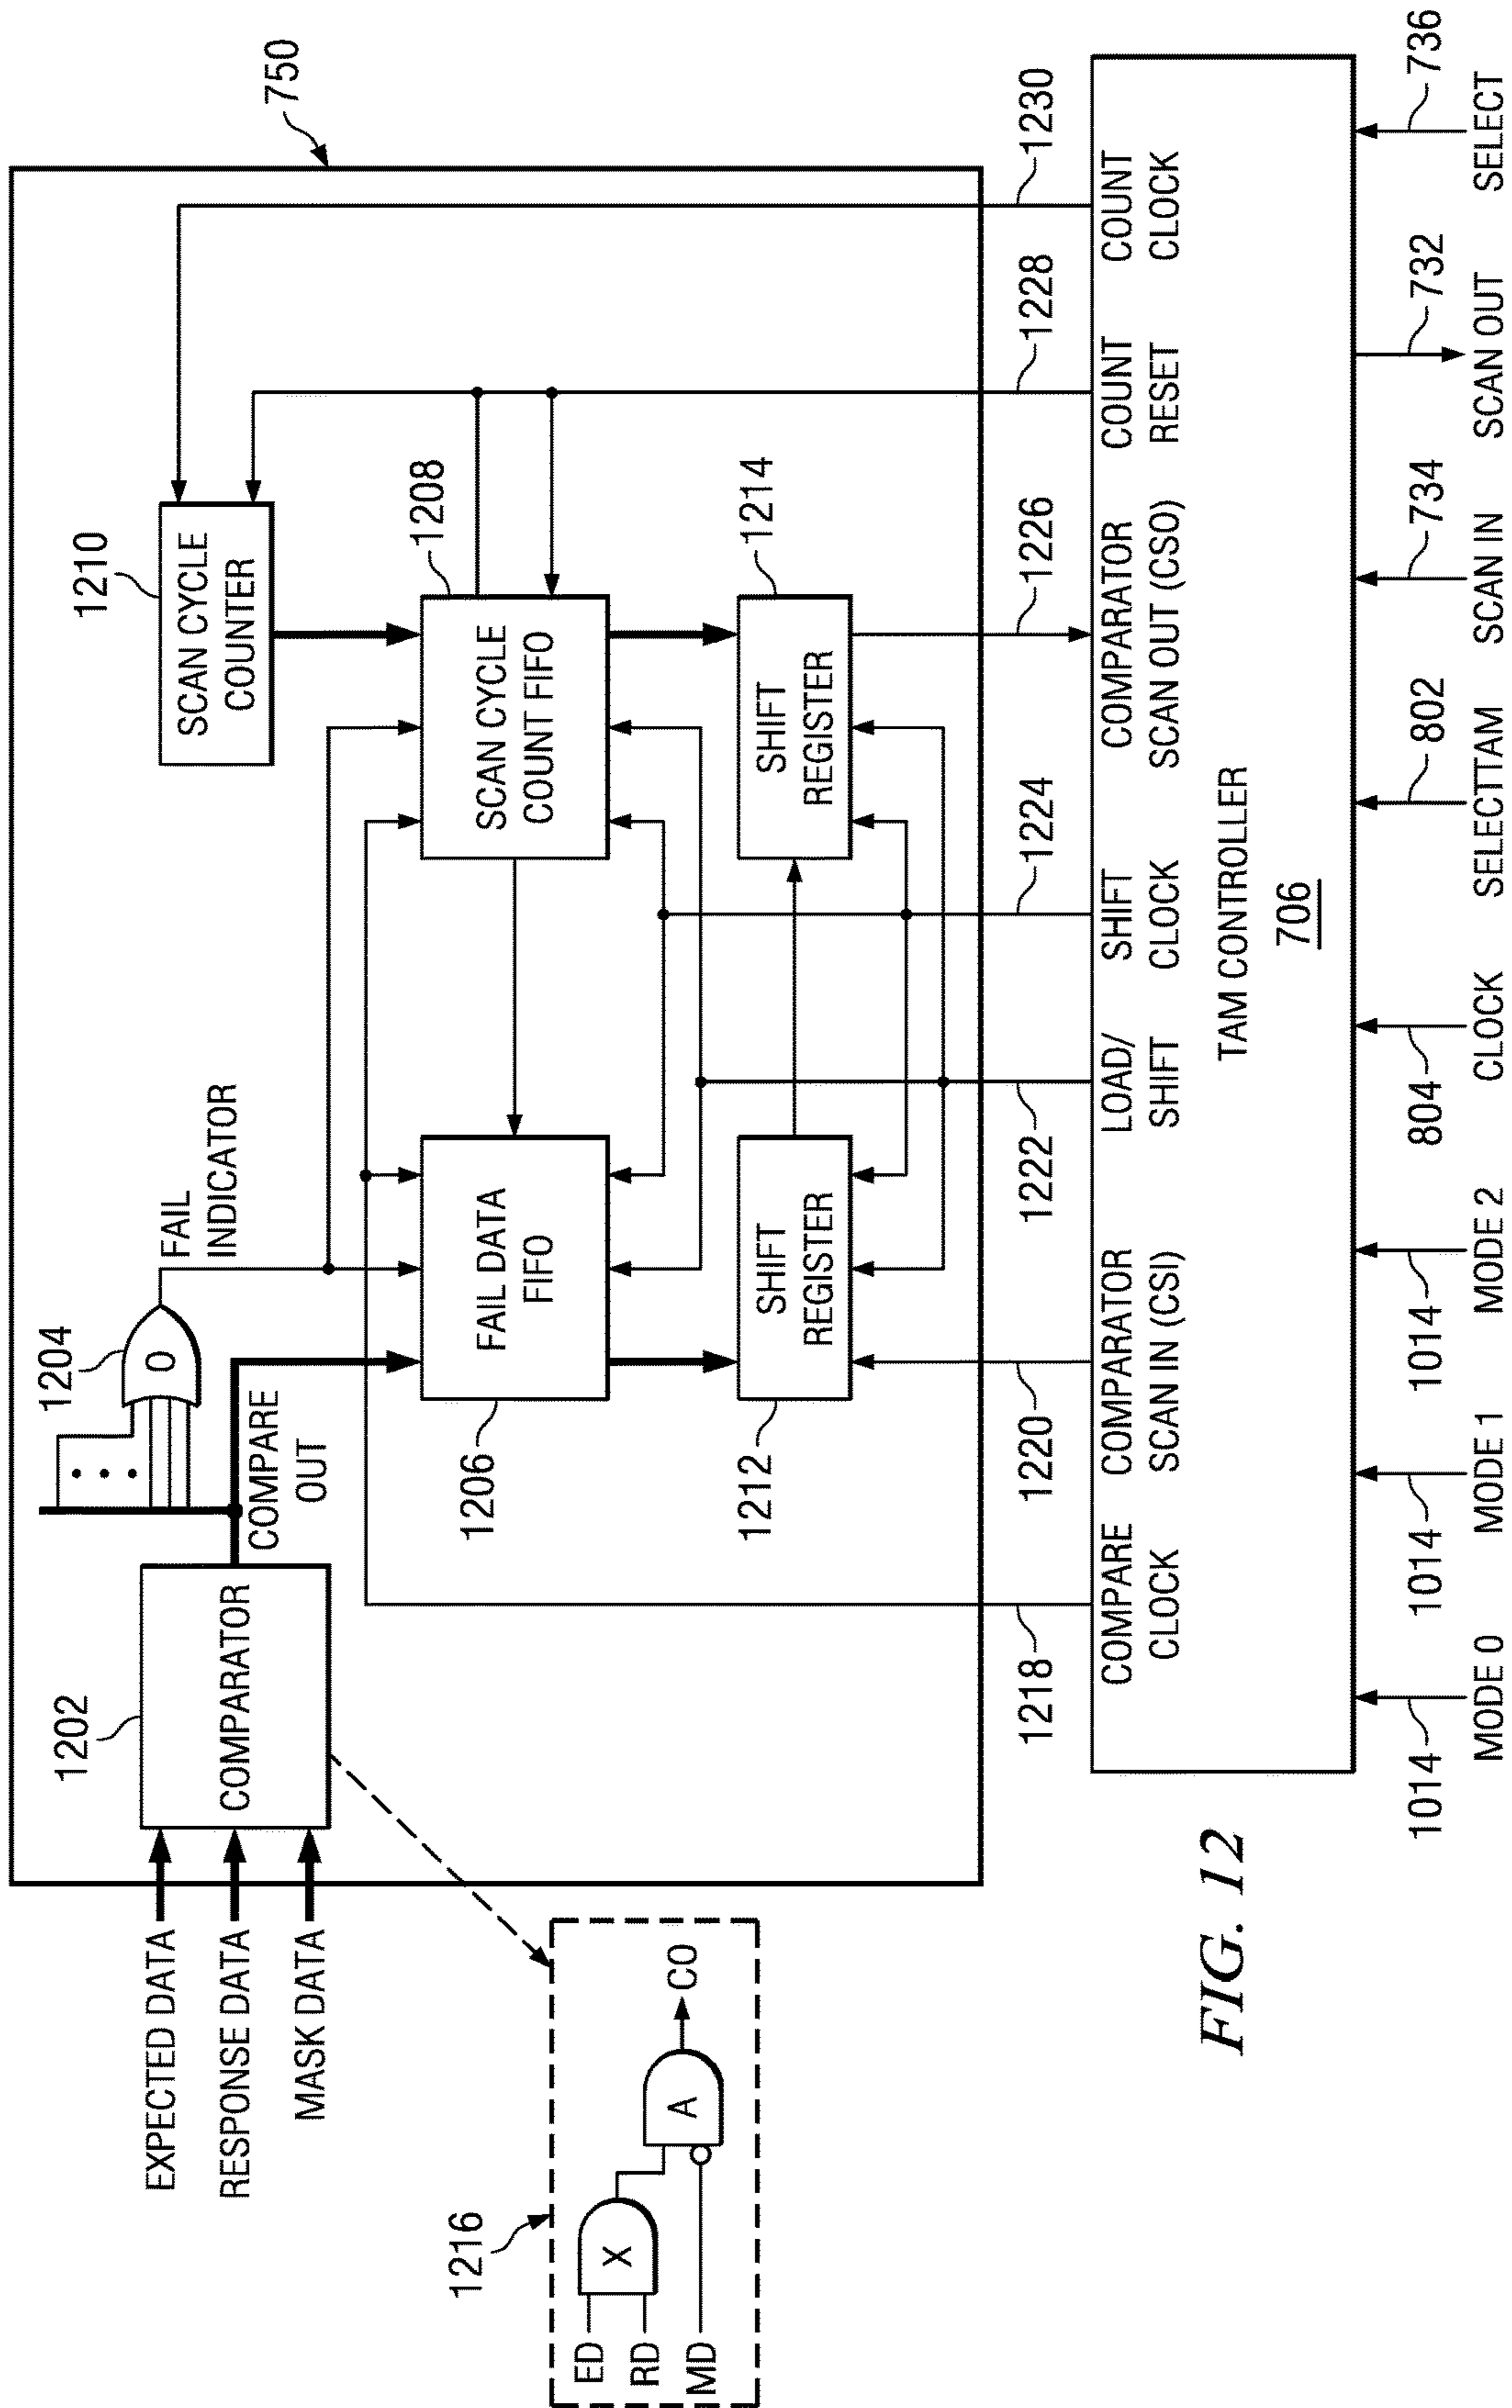 750
1210
SCAN CYCLE
COUNTER
1204
O
FAIL
INDICATOR
1202
COMPARATOR
COMPARE
OUT
EXPECTED DATA
RESPONSE DATA
MASK DATA
1208
SCAN CYCLE
COUNT FIFO
1206
FAIL DATA
FIFO
1214
SHIFT
REGISTER
1212
SHIFT
REGISTER
1216
ED
RD
MD
X
A
CO
1218
1220
1222
1224
1226
1228
1230
COMPARE
CLOCK
COMPARATOR
SCAN IN (CSI)
LOAD/
SHIFT
SHIFT
CLOCK
COMPARATOR
SCAN OUT (CSO)
COUNT
RESET
COUNT
CLOCK
TAM CONTROLLER
706
1014
1014
1014
804
802
734
732
736
MODE 0
MODE 1
MODE 2
CLOCK
SELECTTAM
SCAN IN
SCAN OUT
SELECT
FIG. 12